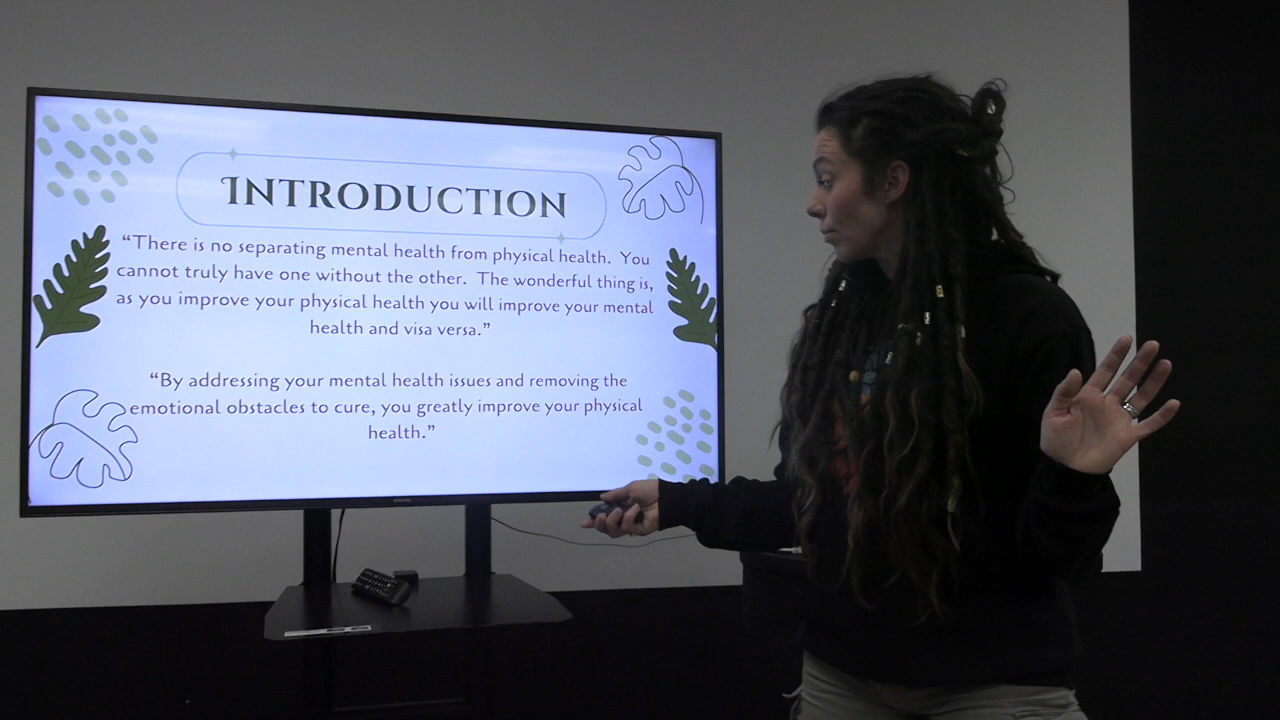 INTRODUCTION
“There is no separating mental health from physical health. You
cannot truly have one without the other. The wonderful thing is,
as you improve your physical health you will improve your mental
health and visa versa.”
“By addressing your mental health issues and removing the
emotional obstacles to cure, you greatly improve your physical
health.”